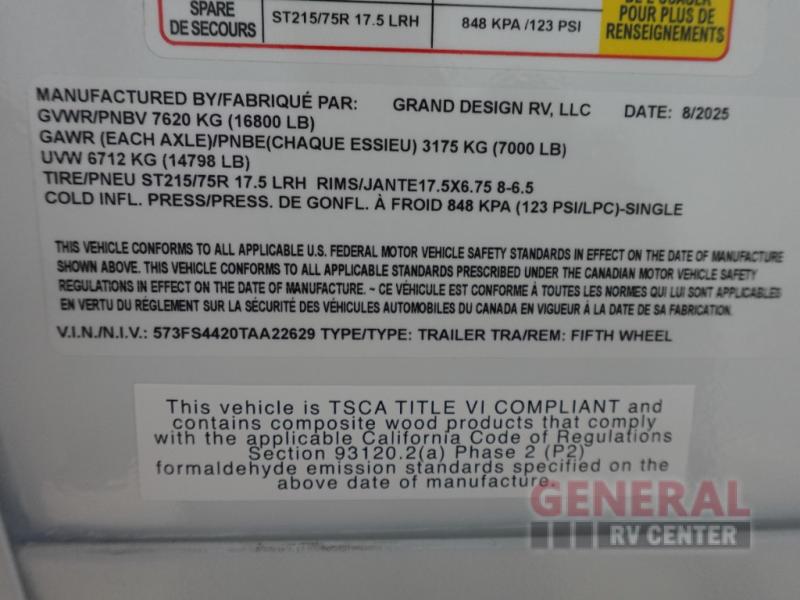 SPARE
DE SECOURS
ST215/75R 17.5 LRH
848 KPA /123 PSI
POUR PLUS DE
RENSEIGNEMENTS
MANUFACTURED BY/FABRIQUÉ PAR: GRAND DESIGN RV, LLC DATE: 8/2025
GVWR/PNBV 7620 KG (16800 LB)
GAWR (EACH AXLE)/PNBE(CHAQUE ESSIEU) 3175 KG (7000 LB)
UVW 6712 KG (14798 LB)
TIRE/PNEU ST215/75R 17.5 LRH RIMS/JANTE17.5X6.75 8-6.5
COLD INFL. PRESS/PRESS. DE GONFL. À FROID 848 KPA (123 PSI/LPC)-SINGLE
THIS VEHICLE CONFORMS TO ALL APPLICABLE U.S. FEDERAL MOTOR VEHICLE SAFETY STANDARDS IN EFFECT ON THE DATE OF MANUFACTURE
SHOWN ABOVE. THIS VEHICLE CONFORMS TO ALL APPLICABLE STANDARDS PRESCRIBED UNDER THE CANADIAN MOTOR VEHICLE SAFETY
REGULATIONS IN EFFECT ON THE DATE OF MANUFACTURE. ~ CE VÉHICULE EST CONFORME À TOUTES LES NORMES QUI LUI SONT APPLICABLES
EN VERTU DU RÉGLEMENT SUR LA SÉCURITÉ DES VÉHICULES AUTOMOBILES DU CANADA EN VIGUEUR À LA DATE DE SA FABRICATION.
V.I.N./N.I.V.: 573FS4420TAA22629 TYPE/TYPE: TRAILER TRA/REM: FIFTH WHEEL
This vehicle is TSCA TITLE VI COMPLIANT and
contains composite wood products that comply
with the applicable California Code of Regulations
Section 93120.2(a) Phase 2 (P2)
formaldehyde emission standards specified on the
above date of manufacture.
GENERAL
RV CENTER